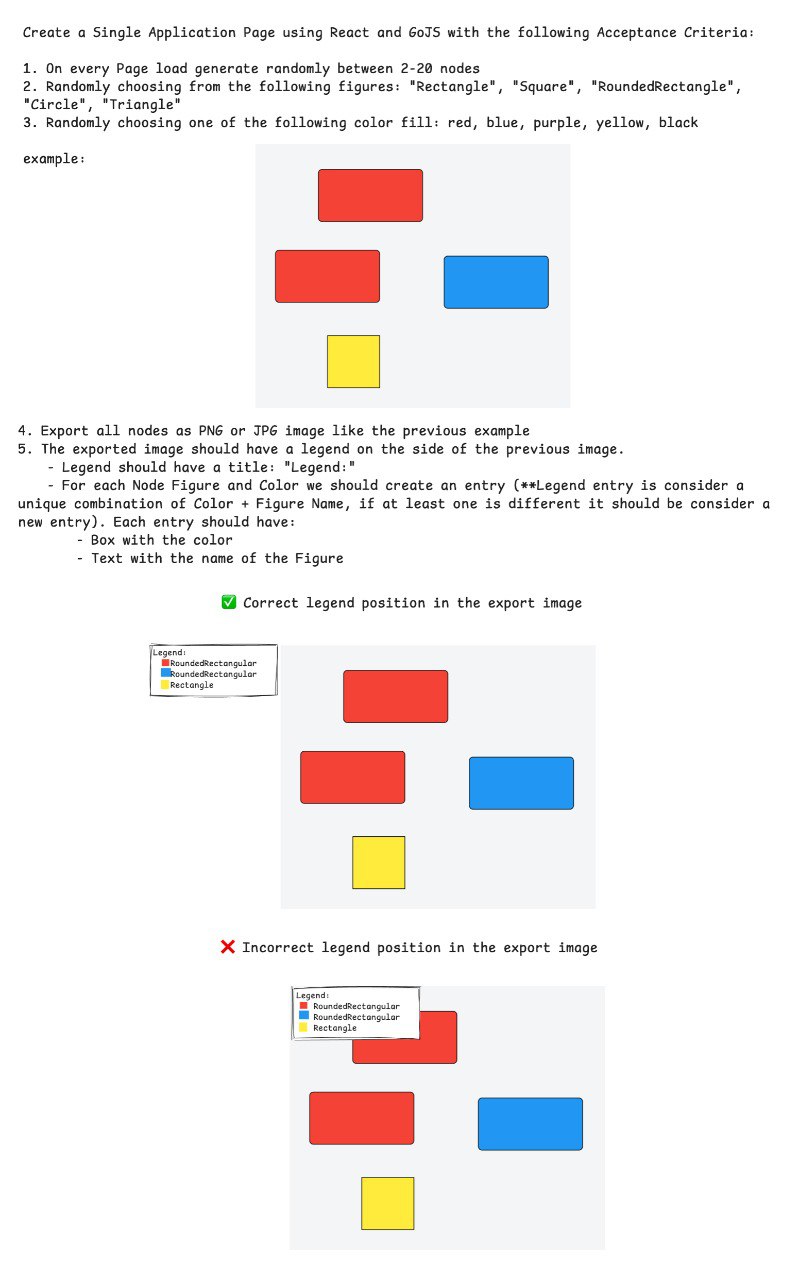 Create a Single Application Page using React and GoJS with the following Acceptance Criteria:
1. On every Page load generate randomly between 2-20 nodes
2. Randomly choosing from the following figures: "Rectangle", "Square", "RoundedRectangle",
"Circle", "Triangle"
3. Randomly choosing one of the following color fill: red, blue, purple, yellow, black
example:
4. Export all nodes as PNG or JPG image like the previous example
5. The exported image should have a legend on the side of the previous image.
- Legend should have a title: "Legend:"
- For each Node Figure and Color we should create an entry (**Legend entry is consider a
unique combination of Color + Figure Name, if at least one is different it should be consider a
new entry). Each entry should have:
- Box with the color
- Text with the name of the Figure
✅ Correct legend position in the export image
Legend:
RoundedRectangular
RoundedRectangular
Rectangle
❌ Incorrect legend position in the export image
Legend:
RoundedRectangular
RoundedRectangular
Rectangle